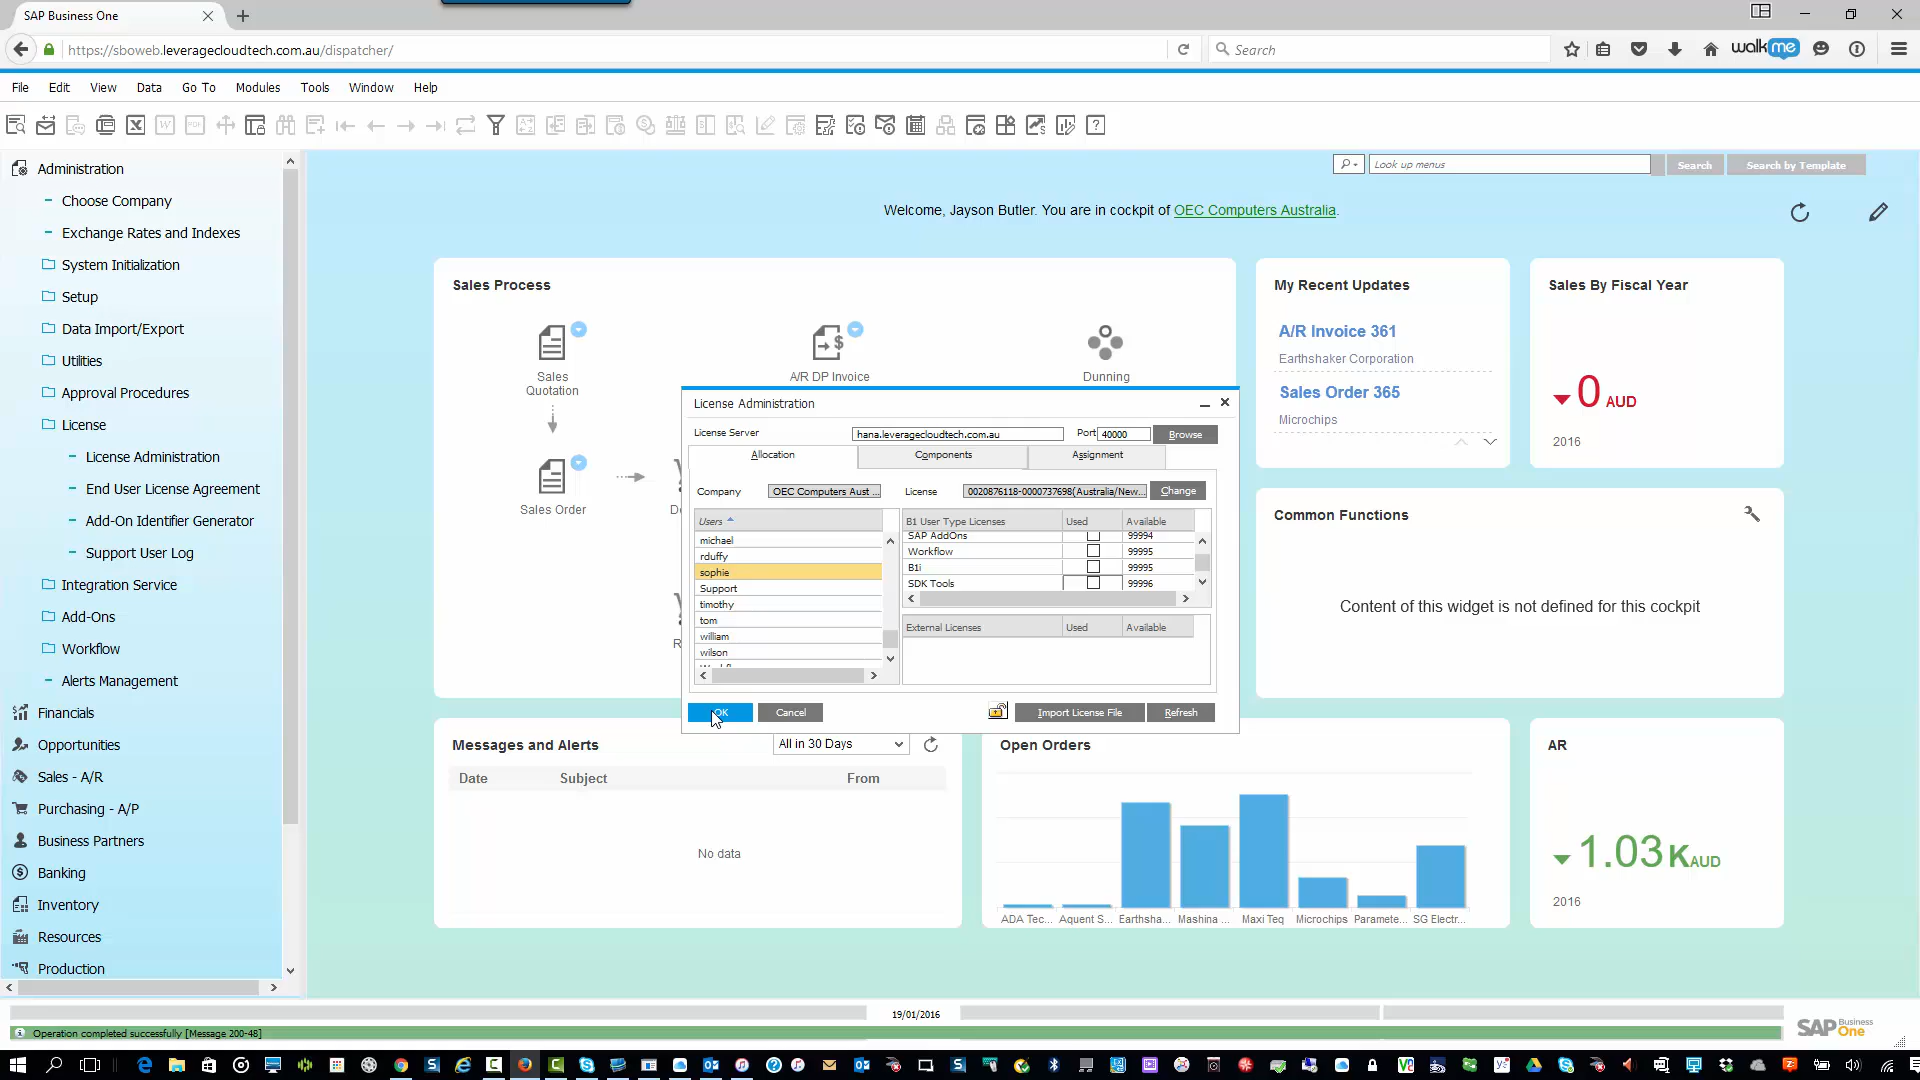 SAP Business One
https://sboweb.leveragecloudtech.com.au/dispatcher/
Search
walkme
File Edit View Data Go To Modules Tools Window Help
Administration
Choose Company
Exchange Rates and Indexes
System Initialization
Setup
Data Import/Export
Utilities
Approval Procedures
License
License Administration
End User License Agreement
Add-On Identifier Generator
Support User Log
Integration Service
Add-Ons
Workflow
Alerts Management
Financials
Opportunities
Sales - A/R
Purchasing - A/P
Business Partners
Banking
Inventory
Resources
Production
Look up menus
Search
Search by Template
Welcome, Jayson Butler. You are in cockpit of OEC Computers Australia.
Sales Process
Sales
Quotation
A/R DP Invoice
Dunning
Sales Order
My Recent Updates
A/R Invoice 361
Earthshaker Corporation
Sales Order 365
Microchips
Sales By Fiscal Year
0 AUD
2016
Common Functions
Content of this widget is not defined for this cockpit
License Administration
License Server
hana.leveragecloudtech.com.au
Port 40000
Browse
Allocation
Components
Assignment
Company
OEC Computers Aust ...
License
0020876118-0000737698(Australia/New...
Change
Users
michael
rduffy
sophie
Support
timothy
tom
william
wilson
B1 User Type Licenses Used Available
SAP AddOns 99994
Workflow 99995
B1i 99995
SDK Tools 99996
External Licenses Used Available
OK
Cancel
Import License File
Refresh
Messages and Alerts
All in 30 Days
Date Subject From
No data
Open Orders
ADA Tec... Aquent S... Earthsha... Mashina ... Maxi Teq Microchips Paramete... SG Electr...
AR
1.03 K AUD
2016
19/01/2016
Operation completed successfully [Message 200-48]
SAP Business One